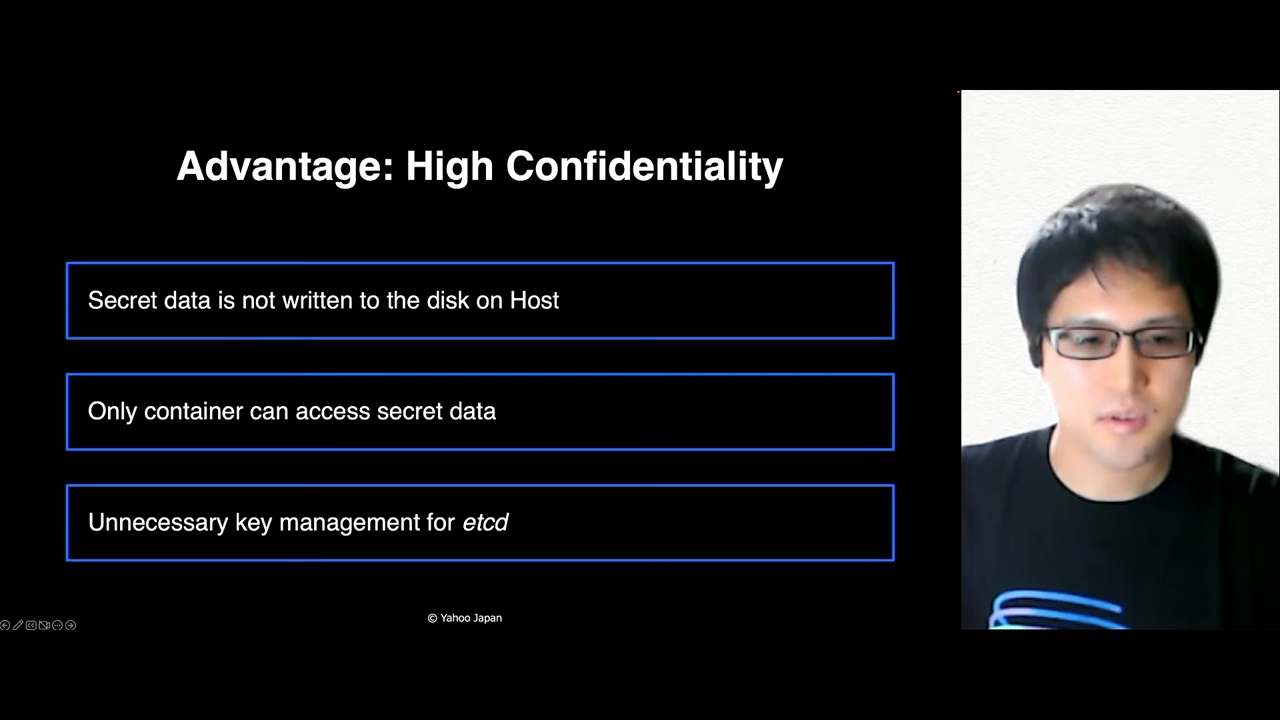 Advantage: High Confidentiality
Secret data is not written to the disk on Host
Only container can access secret data
Unnecessary key management for etcd
© Yahoo Japan